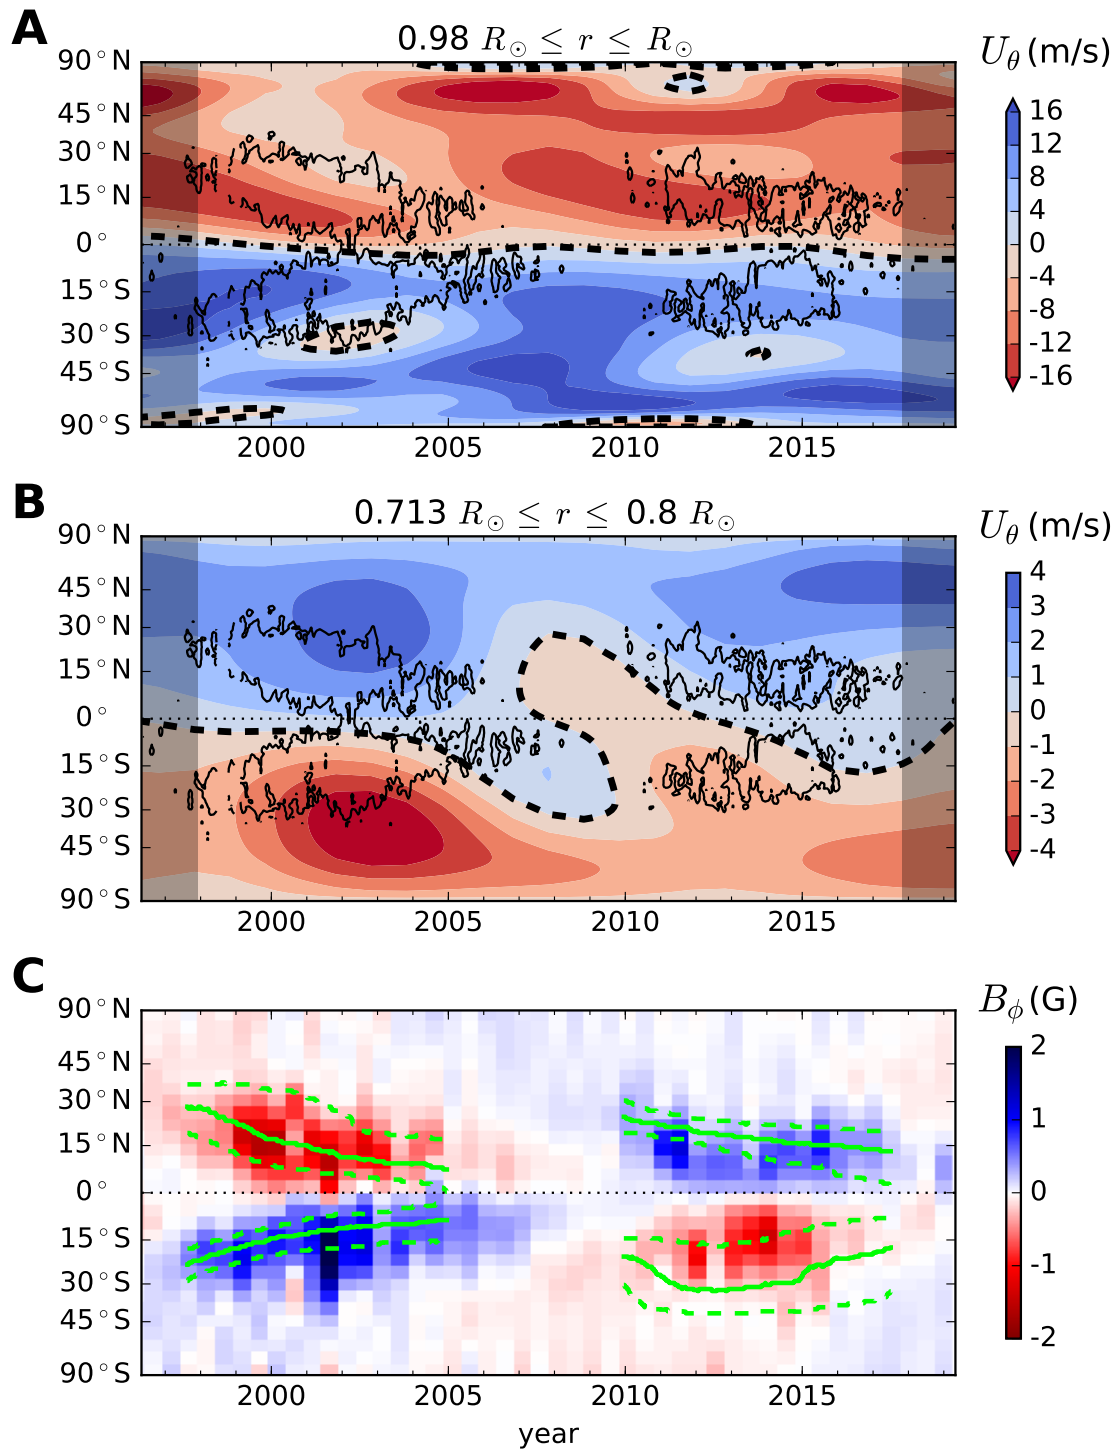 A
0.98 R☉ ≤ r ≤ R☉
U_θ (m/s)
90°N
45°N
30°N
15°N
0°
15°S
30°S
45°S
90°S
2000 2005 2010 2015
16
12
8
4
0
-4
-8
-12
-16
B
0.713 R☉ ≤ r ≤ 0.8 R☉
U_θ (m/s)
90°N
45°N
30°N
15°N
0°
15°S
30°S
45°S
90°S
2000 2005 2010 2015
4
3
2
1
0
-1
-2
-3
-4
C
B_ϕ (G)
90°N
45°N
30°N
15°N
0°
15°S
30°S
45°S
90°S
2000 2005 2010 2015
year
2
1
0
-1
-2